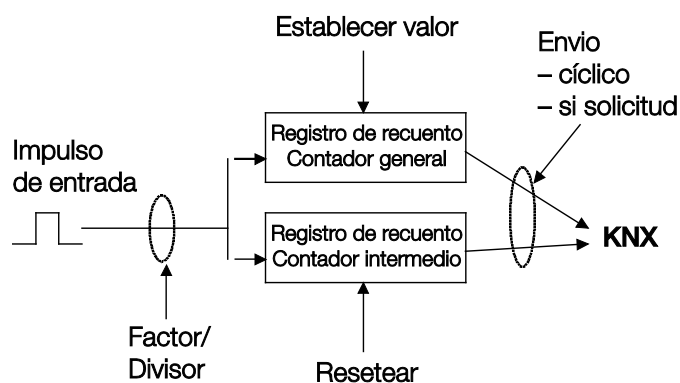 Establecer valor
Envio
– cíclico
– si solicitud
Registro de recuento
Contador general
Impulso
de entrada
Registro de recuento
Contador intermedio
KNX
Factor/
Divisor
Resetear